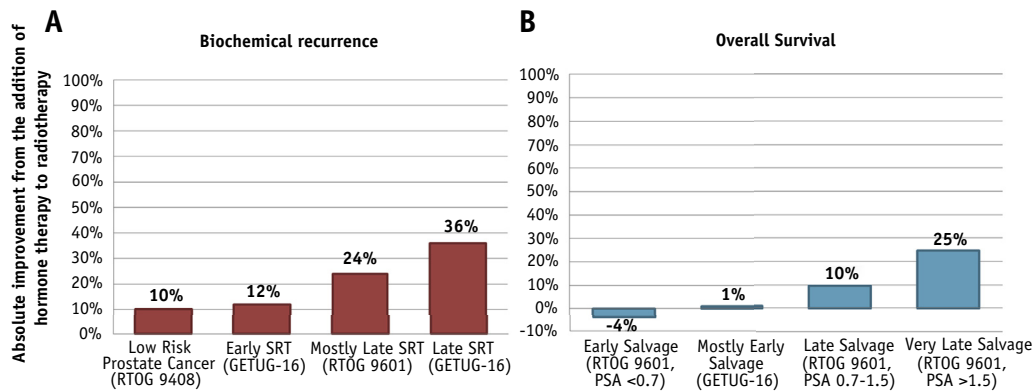 A
Biochemical recurrence
Absolute improvement from the addition of
hormone therapy to radiotherapy
100%
90%
80%
70%
60%
50%
40%
30%
20%
10%
0%
10%
12%
24%
36%
Low Risk
Prostate Cancer
(RTOG 9408)
Early SRT
(GETUG-16)
Mostly Late SRT
(RTOG 9601)
Late SRT
(GETUG-16)
B
Overall Survival
100%
90%
80%
70%
60%
50%
40%
30%
20%
10%
0%
-10%
-4%
1%
10%
25%
Early Salvage
(RTOG 9601,
PSA <0.7)
Mostly Early
Salvage
(GETUG-16)
Late Salvage
(RTOG 9601,
PSA 0.7-1.5)
Very Late Salvage
(RTOG 9601,
PSA >1.5)